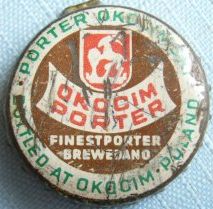 PORTER OKOCIM
OKOCIM
PORTER
FINEST PORTER
BREWED AND
BOTTLED AT OKOCIM·POLAND